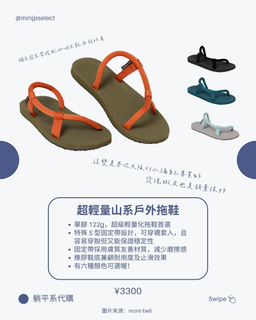 @minjpselect
超輕量山系戶外拖鞋
單腳 122g，超級輕量化拖鞋首選
特殊 S 型固定帶設計，可穿襪套入，且
容易穿脫但又能保證穩定性
固定帶採用膚質友善材質，減少磨擦感
橡膠鞋底兼顧耐用度及止滑效果
有六種顏色可選喔！
躺平系代購
¥3300
Swipe
圖片來源：mont-bell